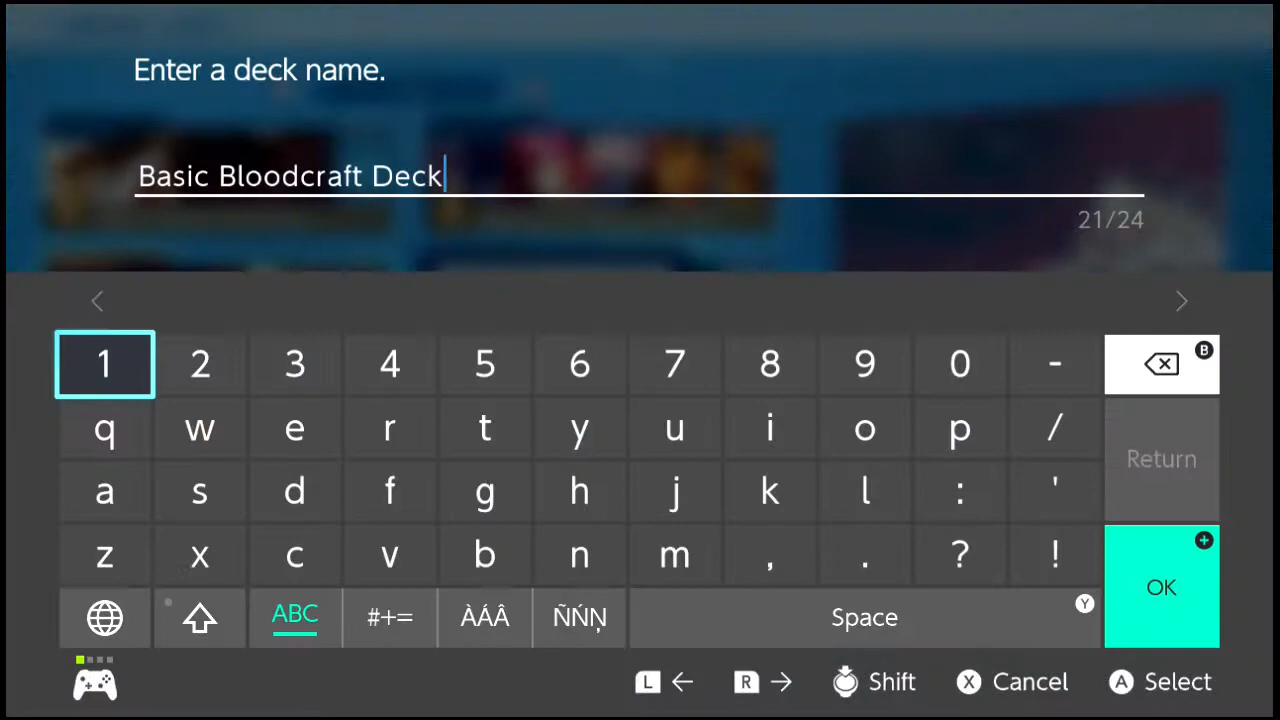 Enter a deck name.
Basic Bloodcraft Deck
21/24
< >
1 2 3 4 5 6 7 8 9 0 - B
q w e r t y u i o p / Return
a s d f g h j k l : '
z x c v b n m , . ? ! + OK
ABC #+= ÀÁÂ ÑŃŅ Space Y
L ← R → Shift X Cancel A Select